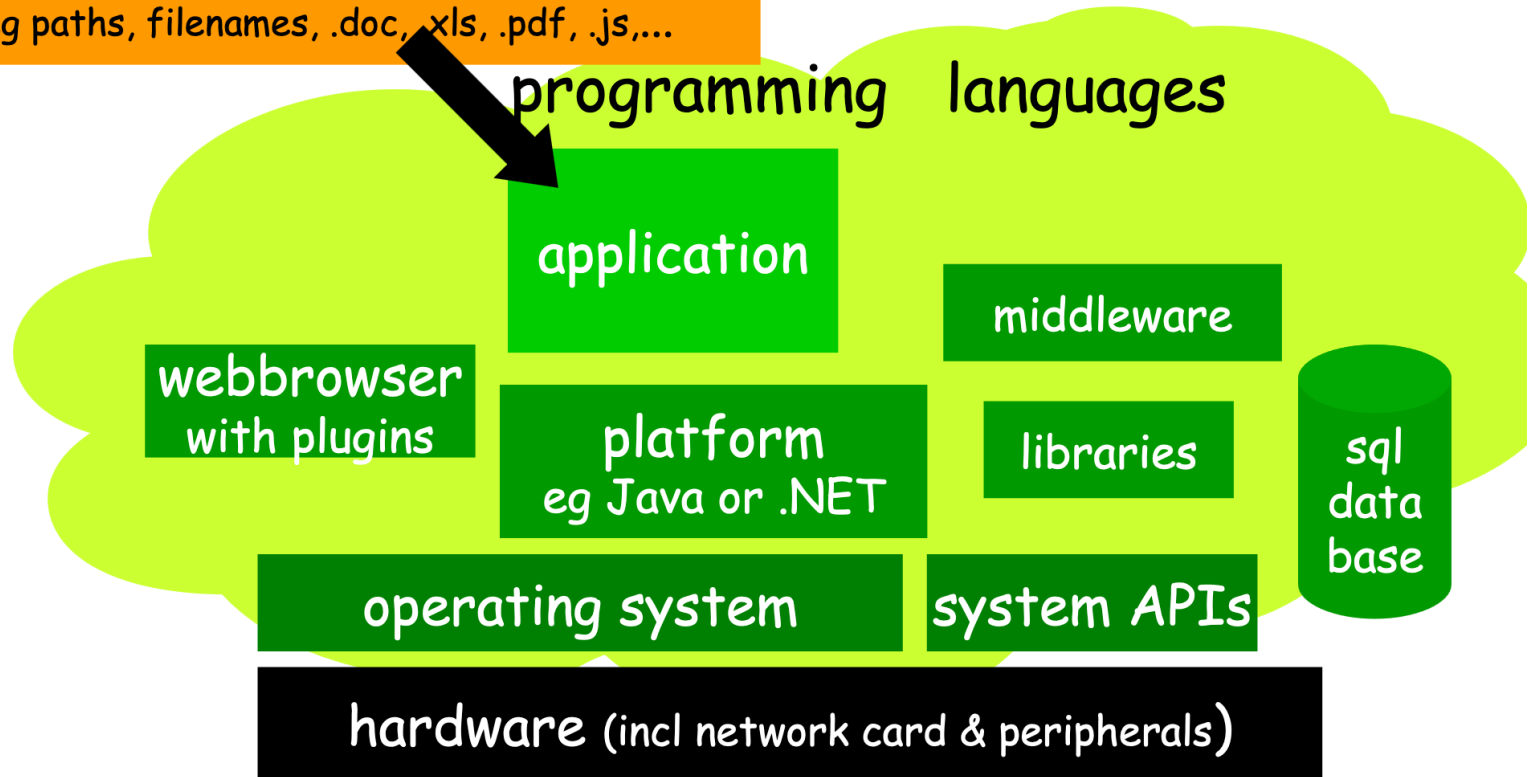 g paths, filenames, .doc, .xls, .pdf, .js,...
programming languages
application
middleware
webbrowser
with plugins
platform
eg Java or .NET
libraries
sql
data
base
operating system
system APIs
hardware (incl network card & peripherals)